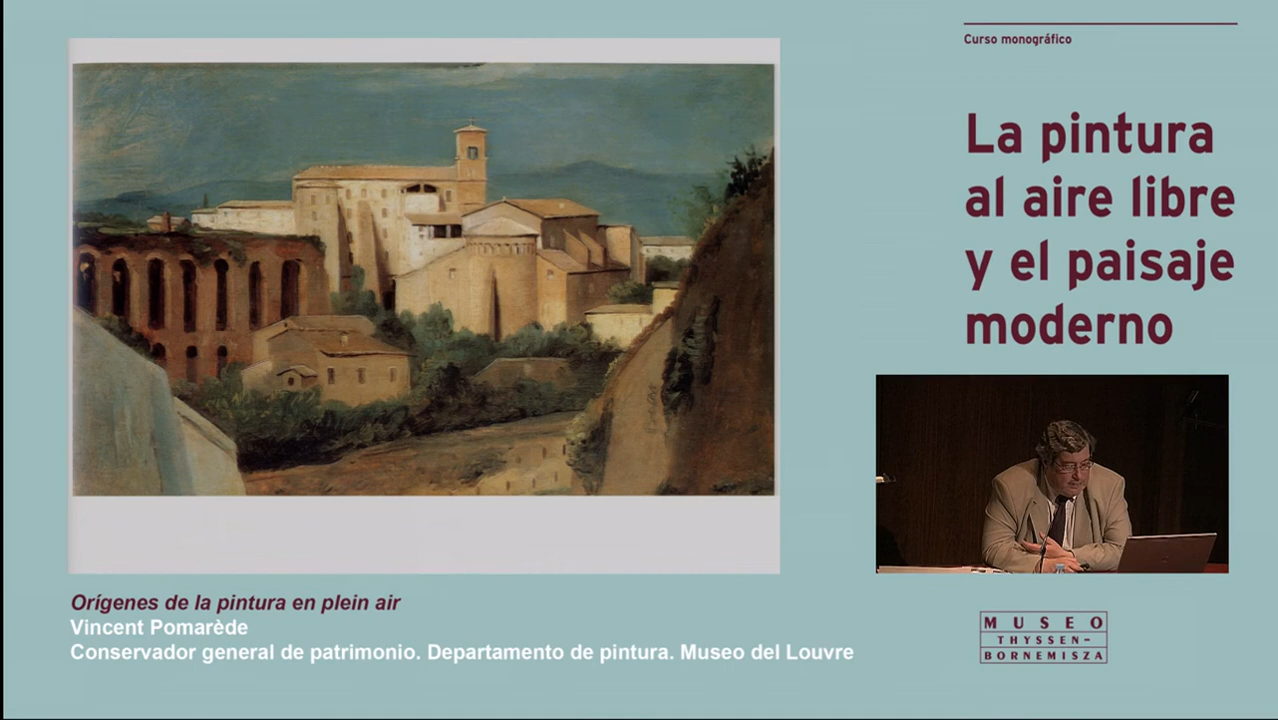 Curso monográfico
La pintura
al aire libre
y el paisaje
moderno
Orígenes de la pintura en plein air
Vincent Pomarède
Conservador general de patrimonio. Departamento de pintura. Museo del Louvre
MUSEO
THYSSEN-
BORNEMISZA